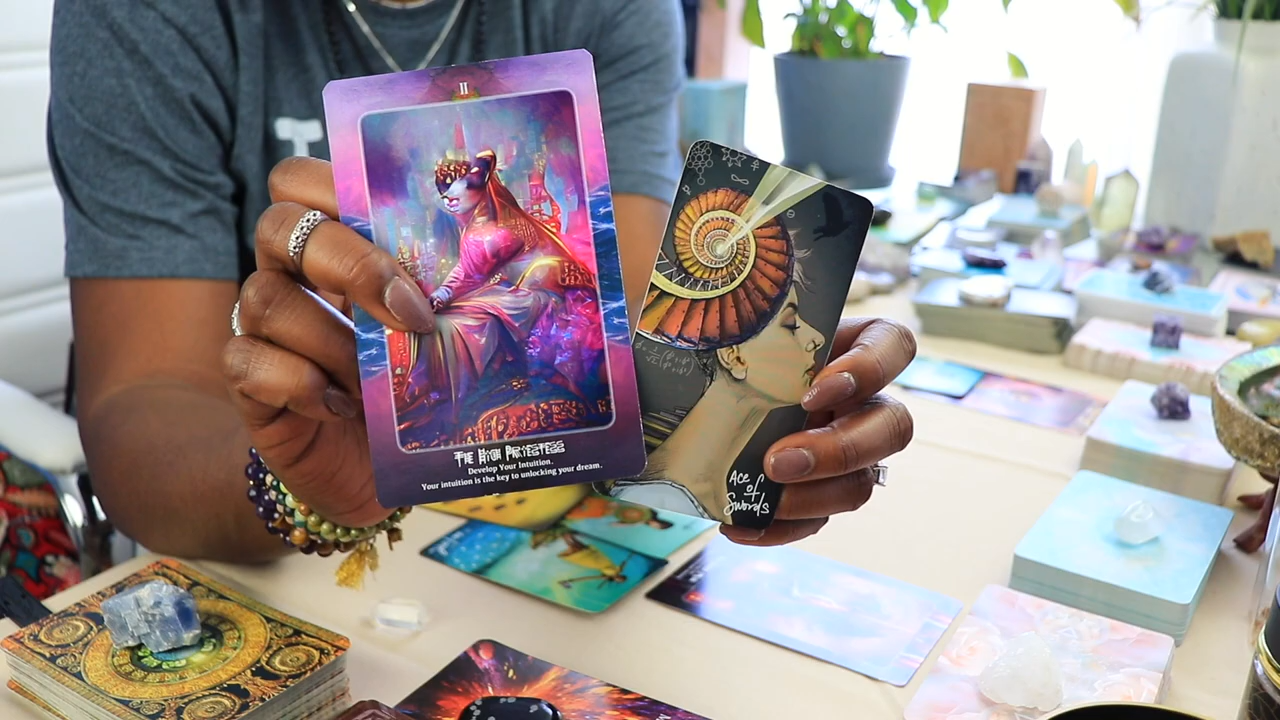 II
THE HIGH PRIESTESS
Develop Your Intuition.
Your intuition is the key to unlocking your dream.
Ace
of
Swords